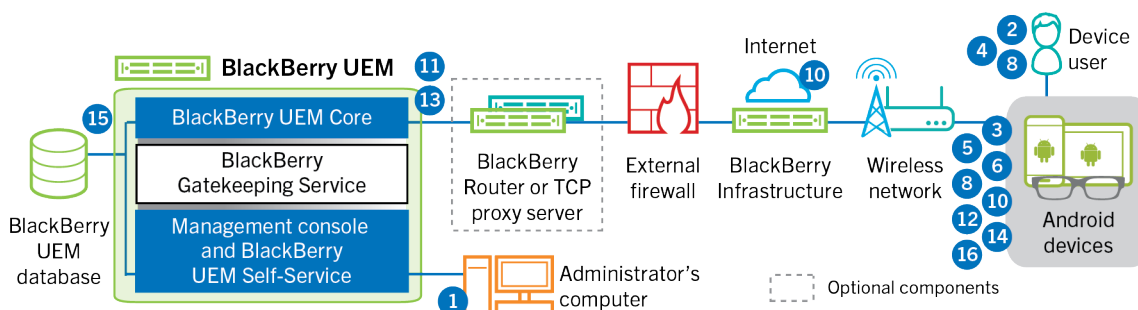 BlackBerry UEM
11
13
15
BlackBerry UEM Core
BlackBerry
Gatekeeping Service
Management console
and BlackBerry
UEM Self-Service
BlackBerry
UEM
database
BlackBerry
Router or TCP
proxy server
External
firewall
Internet
10
BlackBerry
Infrastructure
Wireless
network
2
4
8
Device
user
3
5
6
8
10
12
14
16
Android
devices
1
Administrator's
computer
Optional components